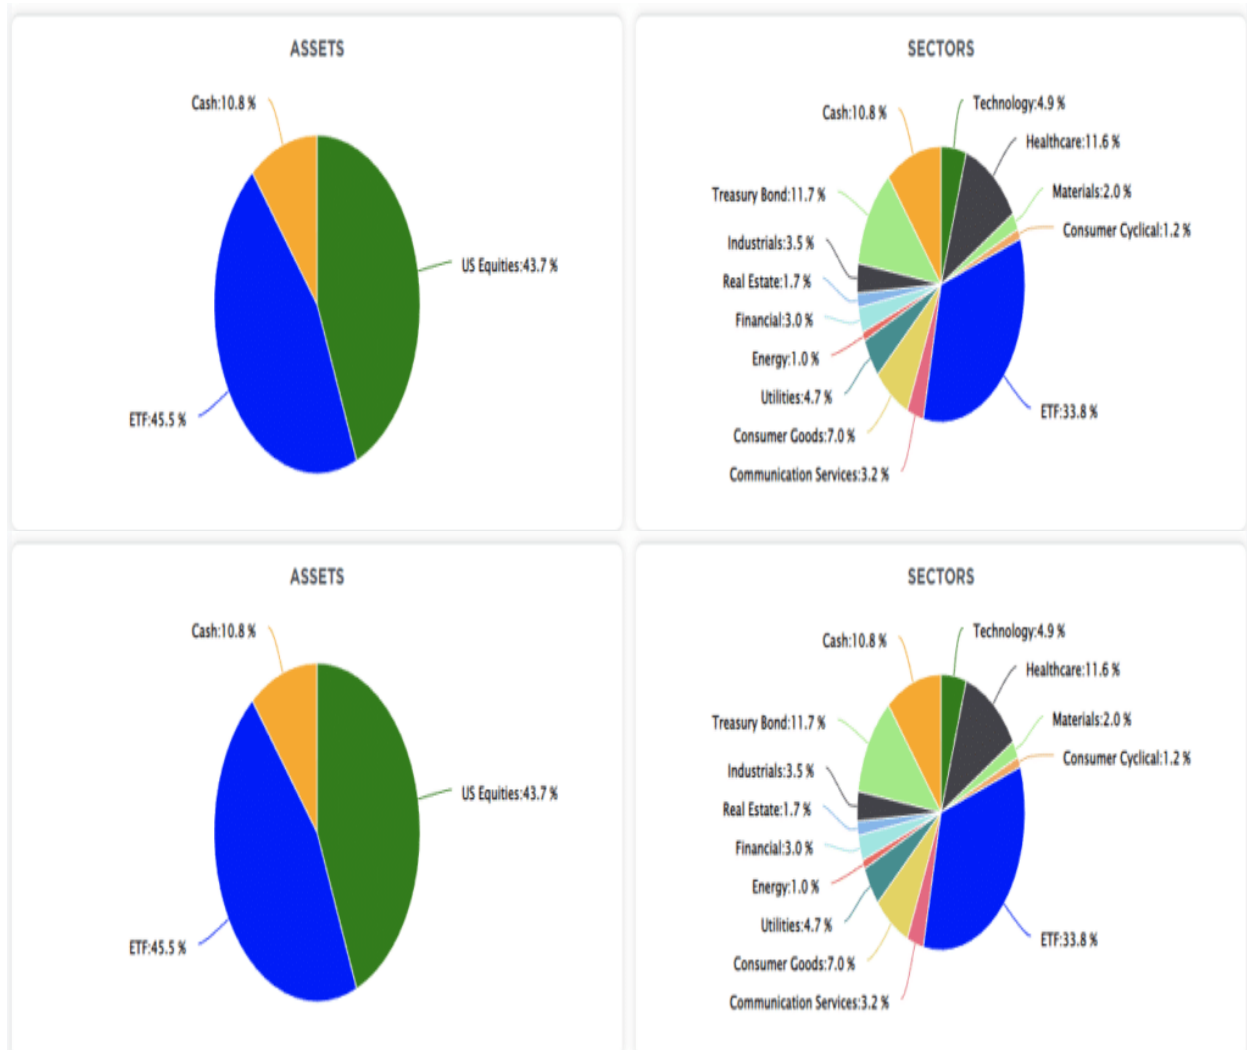 ASSETS
Cash:10.8 %
US Equities:43.7 %
ETF:45.5 %
SECTORS
Technology:4.9 %
Cash:10.8 %
Healthcare:11.6 %
Treasury Bond:11.7 %
Materials:2.0 %
Consumer Cyclical:1.2 %
Industrials:3.5 %
Real Estate:1.7 %
Financial:3.0 %
Energy:1.0 %
Utilities:4.7 %
ETF:33.8 %
Consumer Goods:7.0 %
Communication Services:3.2 %
ASSETS
Cash:10.8 %
US Equities:43.7 %
ETF:45.5 %
SECTORS
Technology:4.9 %
Cash:10.8 %
Healthcare:11.6 %
Treasury Bond:11.7 %
Materials:2.0 %
Consumer Cyclical:1.2 %
Industrials:3.5 %
Real Estate:1.7 %
Financial:3.0 %
Energy:1.0 %
Utilities:4.7 %
ETF:33.8 %
Consumer Goods:7.0 %
Communication Services:3.2 %